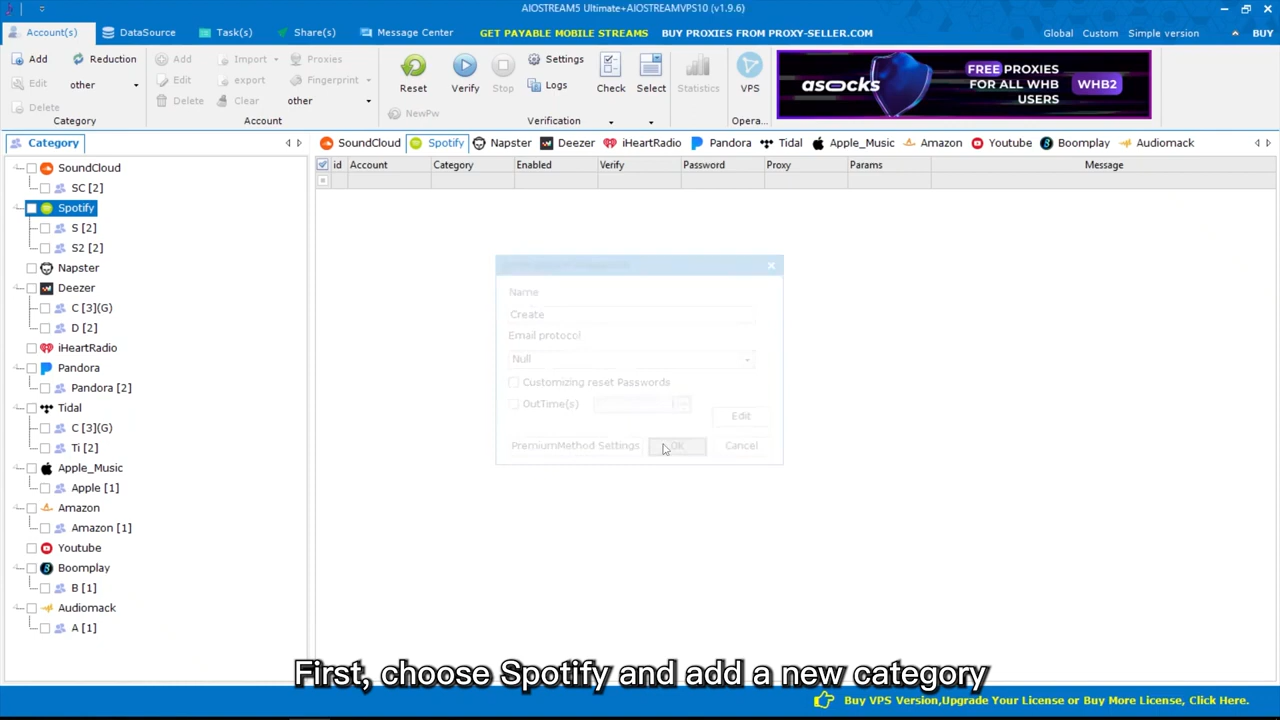 AIOSTREAM5 Ultimate+AIOSTREAMVPS10 (v1.9.6)
Account(s) DataSource Task(s) Share(s) Message Center GET PAYABLE MOBILE STREAMS BUY PROXIES FROM PROXY-SELLER.COM Global Custom Simple version BUY
Add Reduction Add Import Proxies Settings
Edit other Edit export Fingerprint Logs
Delete Delete Clear other NewPw
Reset Verify Stop Check Select Statistics VPS
Category Account Verification Opera...
asocks FREE PROXIES
FOR ALL WHB
USERS
WHB2
Category
SoundCloud Spotify Napster Deezer iHeartRadio Pandora Tidal Apple_Music Amazon Youtube Boomplay Audiomack
id Account Category Enabled Verify Password Proxy Params Message
SoundCloud
SC [2]
Spotify
S [2]
S2 [2]
Napster
Deezer
C [3](G)
D [2]
iHeartRadio
Pandora
Pandora [2]
Tidal
C [3](G)
Ti [2]
Apple_Music
Apple [1]
Amazon
Amazon [1]
Youtube
Boomplay
B [1]
Audiomack
A [1]
Name
Create
Email protocol
Null
Customizing reset Passwords
OutTime(s)
Edit
PremiumMethod Settings OK Cancel
First, choose Spotify and add a new category
Buy VPS Version,Upgrade Your License or Buy More License, Click Here.